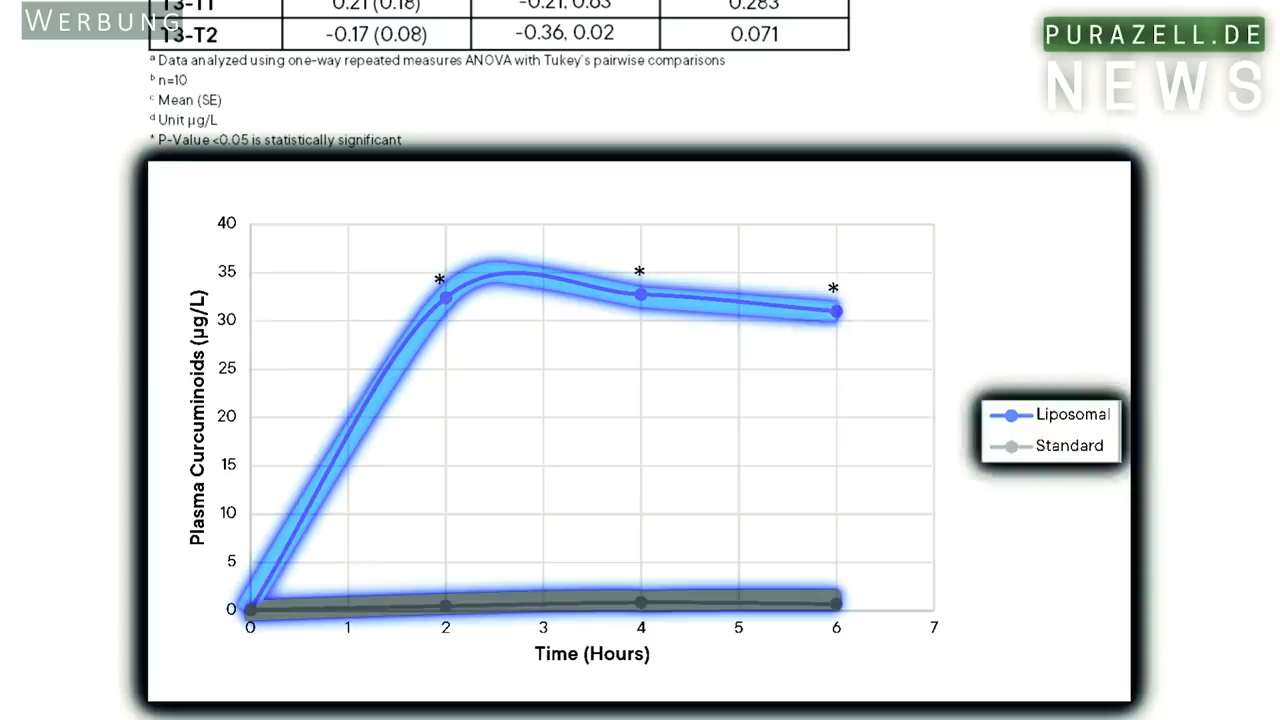 WERBUNG
T3-T1 0.21 (0.18) -0.21, 0.63 0.283
T3-T2 -0.17 (0.08) -0.36, 0.02 0.071
PURAZELL.DE
NEWS
a Data analyzed using one-way repeated measures ANOVA with Tukey's pairwise comparisons
b n=10
c Mean (SE)
d Unit µg/L
* P-Value <0.05 is statistically significant
40
35
30
25
20
15
10
5
0
Plasma Curcuminoids (µg/L)
* * *
0 1 2 3 4 5 6 7
Time (Hours)
Liposomal
Standard